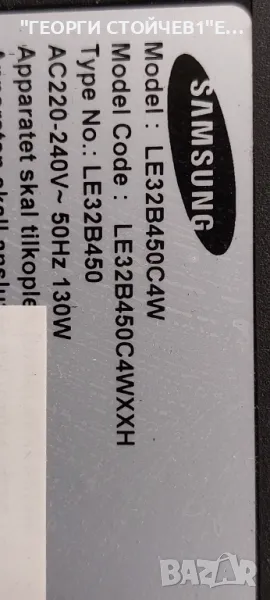 "ГЕОРГИ СТОЙЧЕВ1"Е...
SAMSUNG
Model : LE32B450C4W
Model Code : LE32B450C4WXXH
Type No.: LE32B450
AC220-240V~ 50Hz 130W
Apparatet skal tilkople
BAZAR